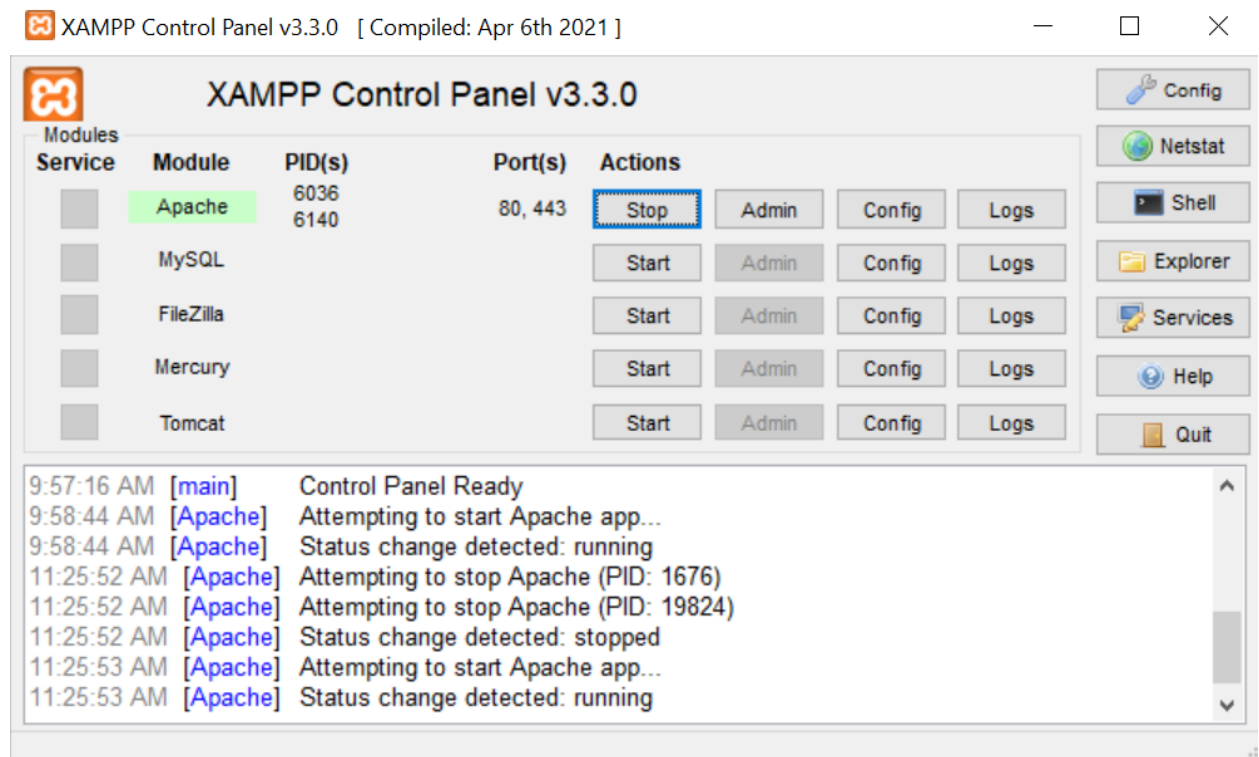 XAMPP Control Panel v3.3.0 [ Compiled: Apr 6th 2021 ]
XAMPP Control Panel v3.3.0
Config
Modules
Service Module PID(s) Port(s) Actions
Netstat
Apache 6036 6140 80, 443 Stop Admin Config Logs
Shell
MySQL Start Admin Config Logs
Explorer
FileZilla Start Admin Config Logs
Services
Mercury Start Admin Config Logs
Help
Tomcat Start Admin Config Logs
Quit
9:57:16 AM [main] Control Panel Ready
9:58:44 AM [Apache] Attempting to start Apache app...
9:58:44 AM [Apache] Status change detected: running
11:25:52 AM [Apache] Attempting to stop Apache (PID: 1676)
11:25:52 AM [Apache] Attempting to stop Apache (PID: 19824)
11:25:52 AM [Apache] Status change detected: stopped
11:25:53 AM [Apache] Attempting to start Apache app...
11:25:53 AM [Apache] Status change detected: running